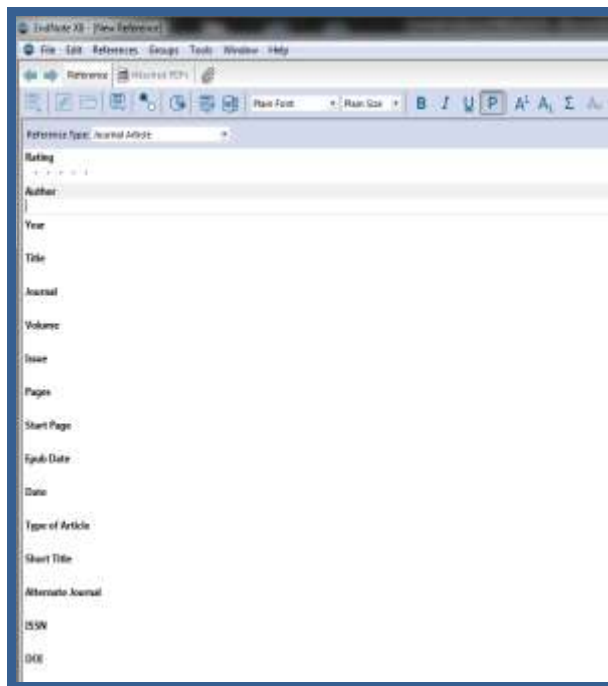 EndNote X8 - [New Reference]
File Edit References Groups Tools Window Help
Reference Attached PDFs
Plain Font Plain Size B I U P A¹ A₁ Σ
Reference Type: Journal Article
Rating
Author
Year
Title
Journal
Volume
Issue
Pages
Start Page
Epub Date
Date
Type of Article
Short Title
Alternate Journal
ISSN
DOI